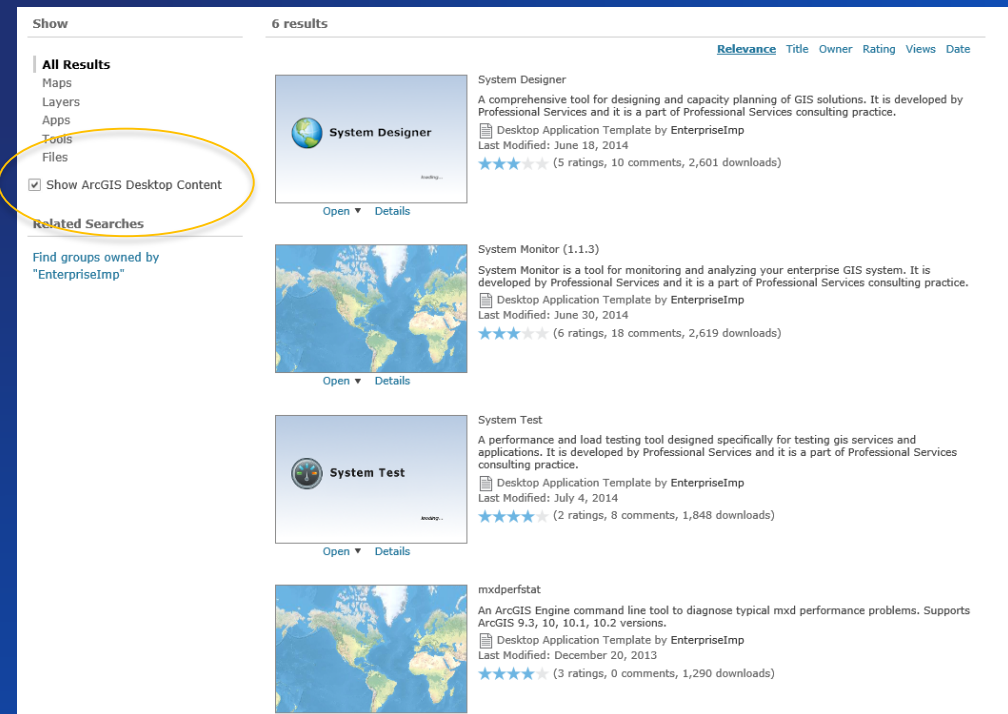 Show
All Results
Maps
Layers
Apps
Tools
Files
Show ArcGIS Desktop Content
Related Searches
Find groups owned by
"EnterpriseImp"
6 results
Relevance Title Owner Rating Views Date
System Designer
loading...
Open Details
System Designer
A comprehensive tool for designing and capacity planning of GIS solutions. It is developed by
Professional Services and it is a part of Professional Services consulting practice.
Desktop Application Template by EnterpriseImp
Last Modified: June 18, 2014
(5 ratings, 10 comments, 2,601 downloads)
Open Details
System Monitor (1.1.3)
System Monitor is a tool for monitoring and analyzing your enterprise GIS system. It is
developed by Professional Services and it is a part of Professional Services consulting practice.
Desktop Application Template by EnterpriseImp
Last Modified: June 30, 2014
(6 ratings, 18 comments, 2,619 downloads)
System Test
loading...
Open Details
System Test
A performance and load testing tool designed specifically for testing gis services and
applications. It is developed by Professional Services and it is a part of Professional Services
consulting practice.
Desktop Application Template by EnterpriseImp
Last Modified: July 4, 2014
(2 ratings, 8 comments, 1,848 downloads)
mxdperfstat
An ArcGIS Engine command line tool to diagnose typical mxd performance problems. Supports
ArcGIS 9.3, 10, 10.1, 10.2 versions.
Desktop Application Template by EnterpriseImp
Last Modified: December 20, 2013
(3 ratings, 0 comments, 1,290 downloads)